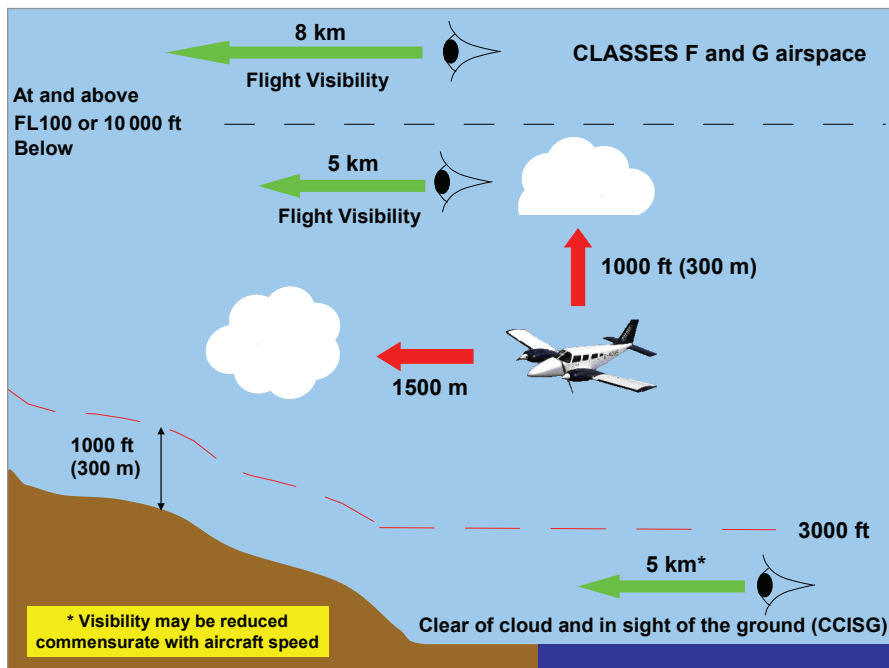 8 km
CLASSES F and G airspace
Flight Visibility
At and above
FL100 or 10 000 ft
Below
5 km
Flight Visibility
1000 ft (300 m)
1500 m
1000 ft
(300 m)
3000 ft
5 km*
* Visibility may be reduced
commensurate with aircraft speed
Clear of cloud and in sight of the ground (CCISG)